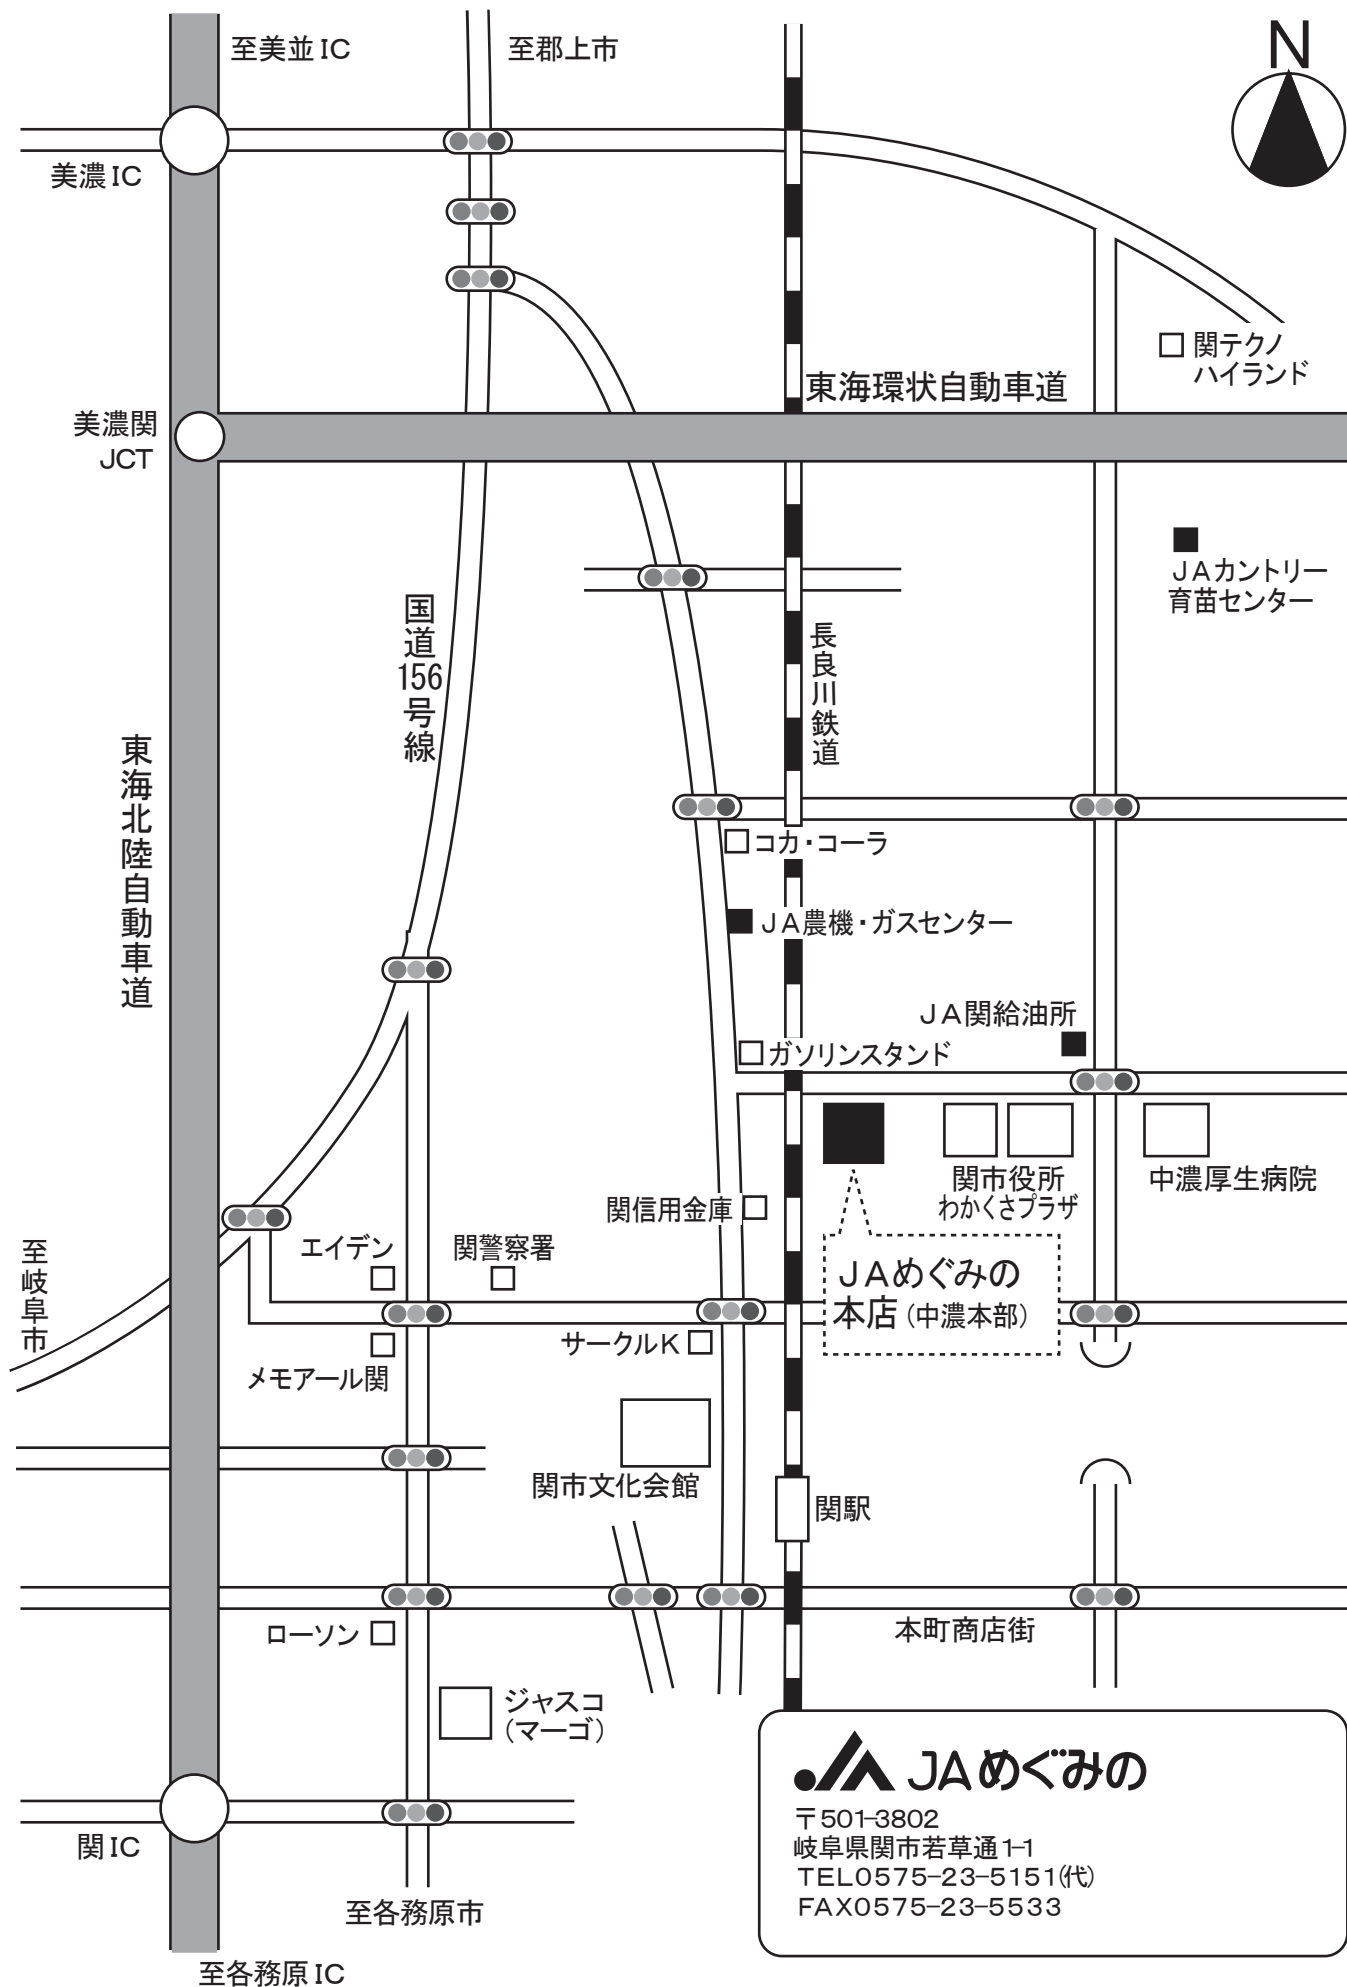 至美並IC
至郡上市
N
美濃IC
関テクノ
ハイランド
東海環状自動車道
美濃関
JCT
JAカントリー
育苗センター
国道156号線
長良川鉄道
東海北陸自動車道
コカ・コーラ
JA農機・ガスセンター
JA関給油所
ガソリンスタンド
関市役所
わかくさプラザ
中濃厚生病院
関信用金庫
至岐阜市
エイデン
関警察署
JAめぐみの
本店(中濃本部)
サークルK
メモアール関
関市文化会館
関駅
ローソン
本町商店街
ジャスコ
(マーゴ)
関IC
至各務原市
至各務原IC
JAめぐみの
〒501-3802
岐阜県関市若草通1-1
TEL0575-23-5151(代)
FAX0575-23-5533